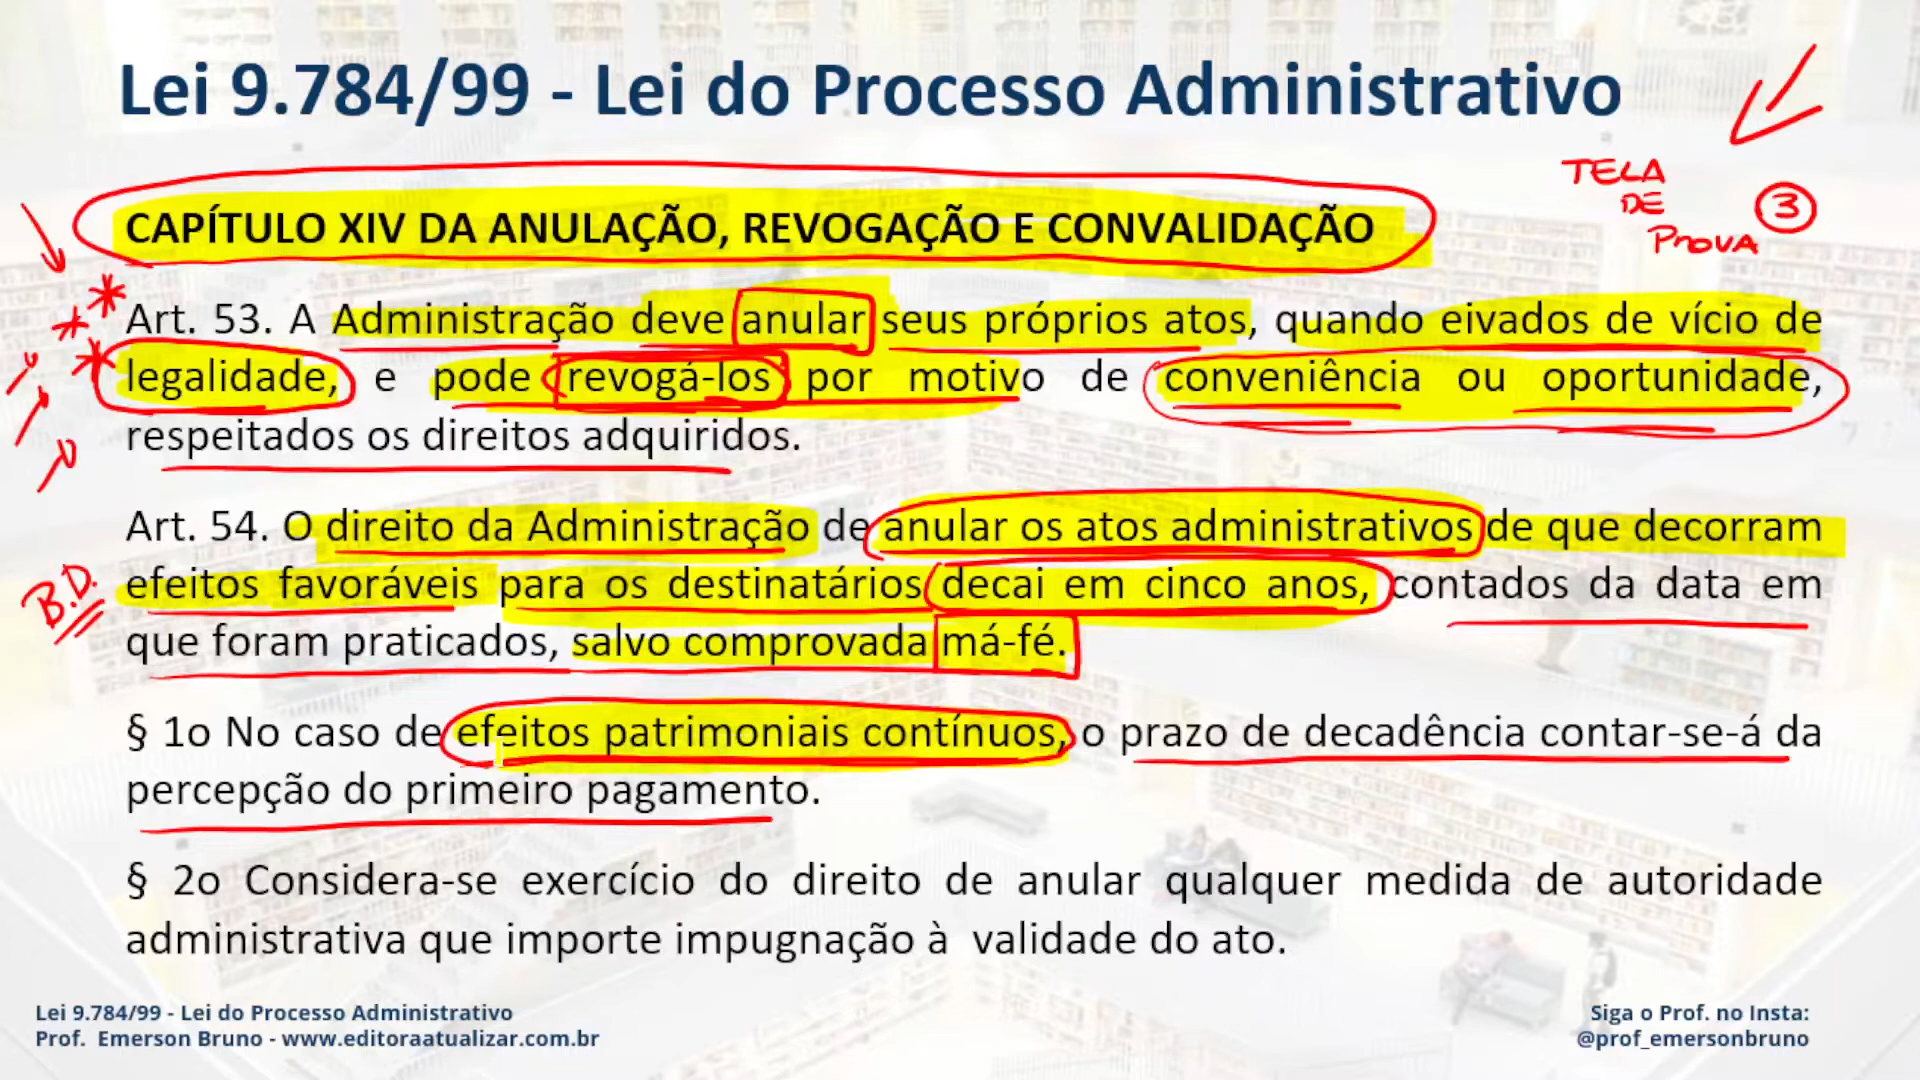 Lei 9.784/99 - Lei do Processo Administrativo
TELA
DE
PROVA
3
CAPÍTULO XIV DA ANULAÇÃO, REVOGAÇÃO E CONVALIDAÇÃO
Art. 53. A Administração deve anular seus próprios atos, quando eivados de vício de
legalidade, e pode revogá-los por motivo de conveniência ou oportunidade,
respeitados os direitos adquiridos.
Art. 54. O direito da Administração de anular os atos administrativos de que decorram
efeitos favoráveis para os destinatários decai em cinco anos, contados da data em
que foram praticados, salvo comprovada má-fé.
B.D.
§ 1o No caso de efeitos patrimoniais contínuos, o prazo de decadência contar-se-á da
percepção do primeiro pagamento.
§ 2o Considera-se exercício do direito de anular qualquer medida de autoridade
administrativa que importe impugnação à validade do ato.
Lei 9.784/99 - Lei do Processo Administrativo
Prof. Emerson Bruno - www.editoraatualizar.com.br
Siga o Prof. no Insta:
@prof_emersonbruno